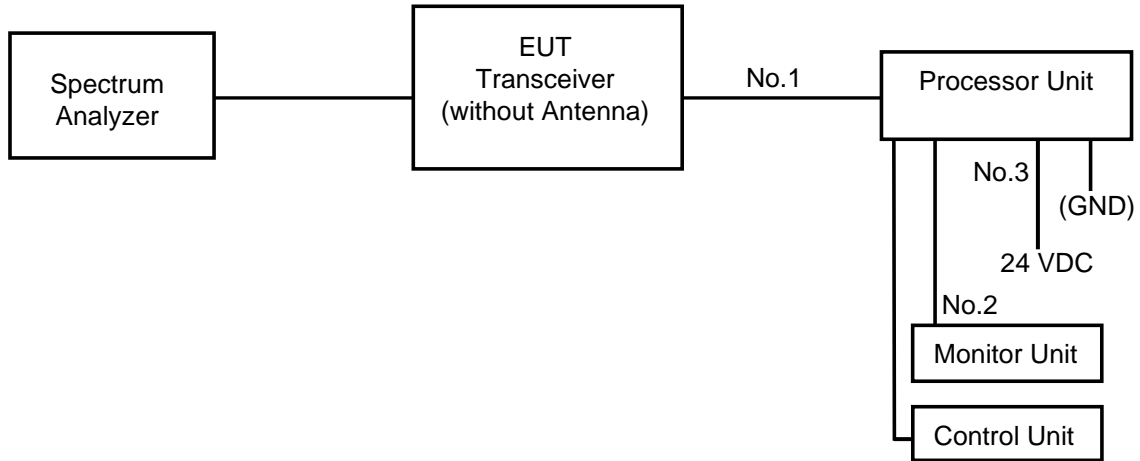 Spectrum
Analyzer
EUT
Transceiver
(without Antenna)
No.1
Processor Unit
No.3
(GND)
24 VDC
No.2
Monitor Unit
Control Unit